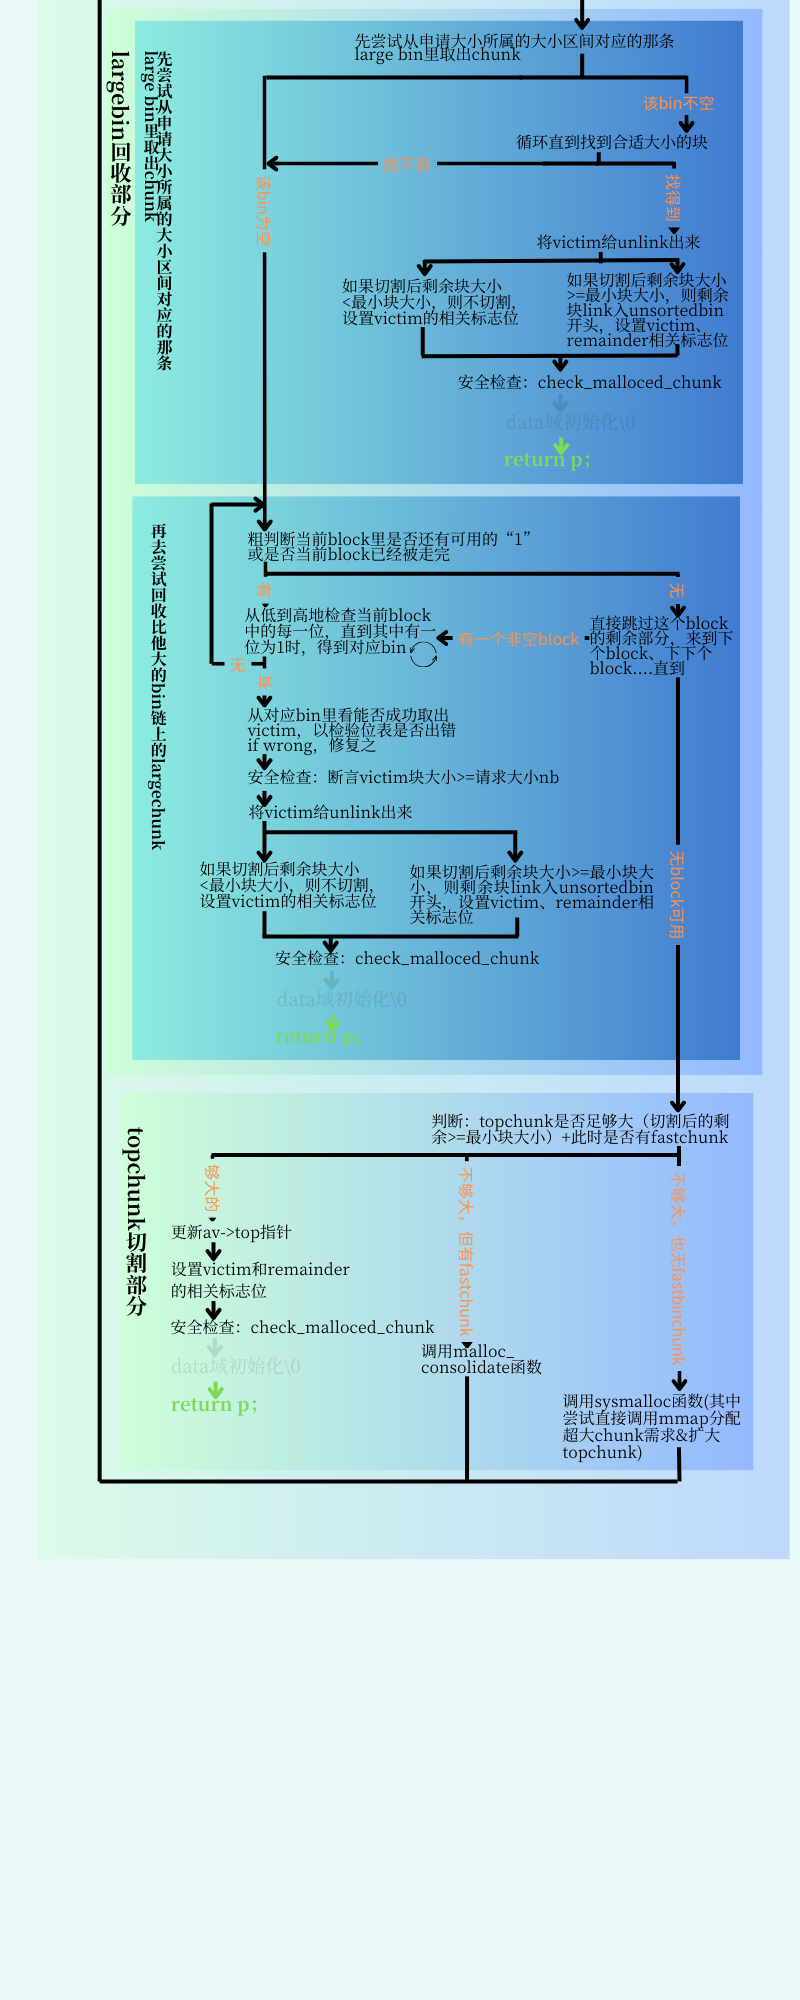 largebin回收部分
先尝试从申请大小所属的大小区间对应的那条
large bin里取出chunk
先尝试从申请大小所属的大小区间对应的那条
large bin里取出chunk
该bin不空
循环直到找到合适大小的块
找不到
找得到
该bin为空
将victim给unlink出来
如果切割后剩余块大小
<最小块大小，则不切割，
设置victim的相关标志位
如果切割后剩余块大小
>=最小块大小，则剩余
块link入unsortedbin
开头，设置victim、
remainder相关标志位
安全检查：check_malloced_chunk
data域初始化\0
return p；
再去尝试回收比他大的bin链上的largechunk
粗判断当前block里是否还有可用的“1”
或是否当前block已经被走完
有
无
从低到高地检查当前block
中的每一位，直到其中有一
位为1时，得到对应bin
有一个非空block
直接跳过这个block
的剩余部分，来到下
个block、下下个
block....直到
无
有
从对应bin里看能否成功取出
victim，以检验位表是否出错
if wrong，修复之
安全检查：断言victim块大小>=请求大小nb
将victim给unlink出来
如果切割后剩余块大小
<最小块大小，则不切割，
设置victim的相关标志位
如果切割后剩余块大小>=最小块大
小，则剩余块link入unsortedbin
开头，设置victim、remainder相
关标志位
无block可用
安全检查：check_malloced_chunk
data域初始化\0
return p；
topchunk切割部分
判断：topchunk是否足够大（切割后的剩
余>=最小块大小）+此时是否有fastchunk
够大的
不够大，但有fastchunk
不够大，也无fastbinchunk
更新av->top指针
设置victim和remainder
的相关标志位
安全检查：check_malloced_chunk
data域初始化\0
return p；
调用malloc_
consolidate函数
调用sysmalloc函数(其中
尝试直接调用mmap分配
超大chunk需求&扩大
topchunk)